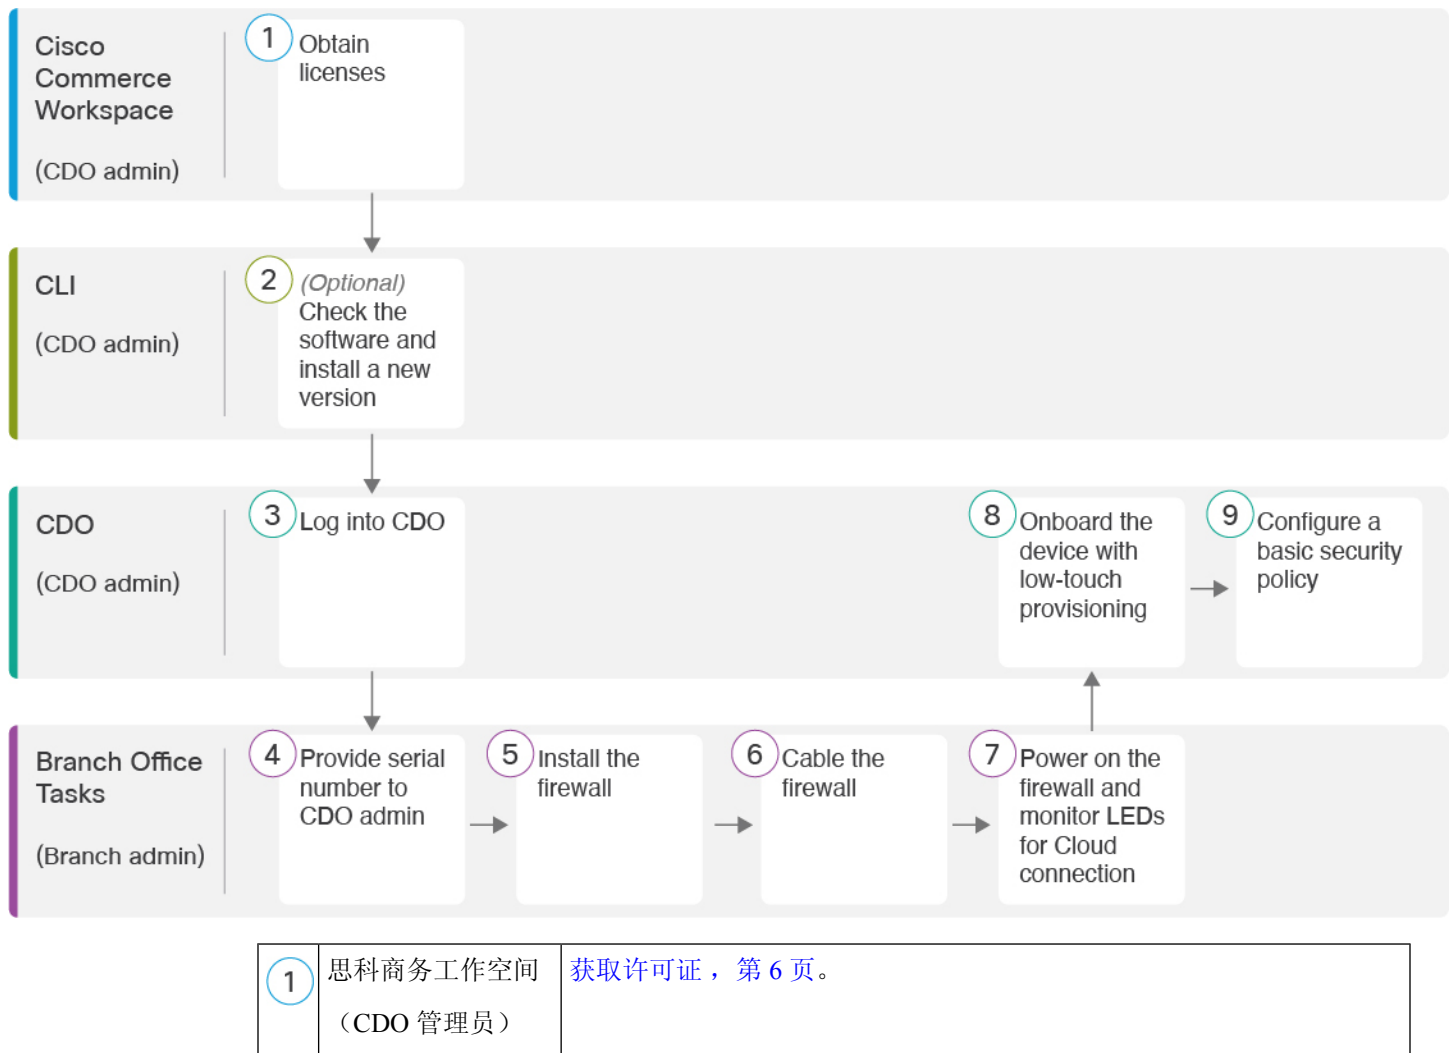 Cisco
Commerce
Workspace
(CDO admin)
1
Obtain
licenses
CLI
(CDO admin)
2
(Optional)
Check the
software and
install a new
version
CDO
(CDO admin)
3
Log into CDO
8
Onboard the
device with
low-touch
provisioning
9
Configure a
basic security
policy
Branch Office
Tasks
(Branch admin)
4
Provide serial
number to
CDO admin
5
Install the
firewall
6
Cable the
firewall
7
Power on the
firewall and
monitor LEDs
for Cloud
connection
1
思科商务工作空间
（CDO 管理员）
获取许可证 ，第 6 页。